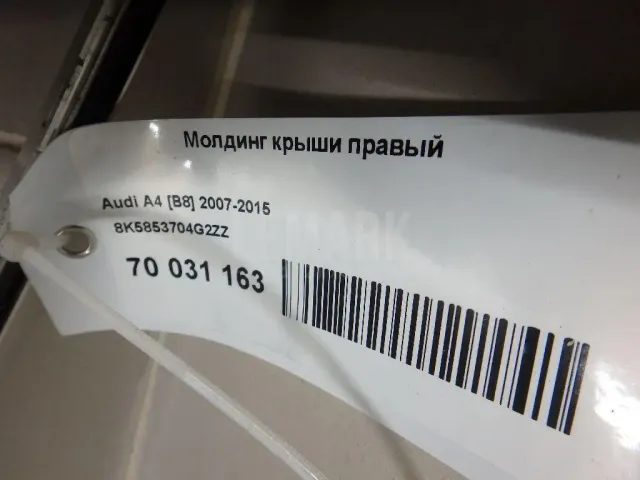 Молдинг крыши правый
Audi A4 [B8] 2007-2015
8K5853704G2ZZ
70 031 163